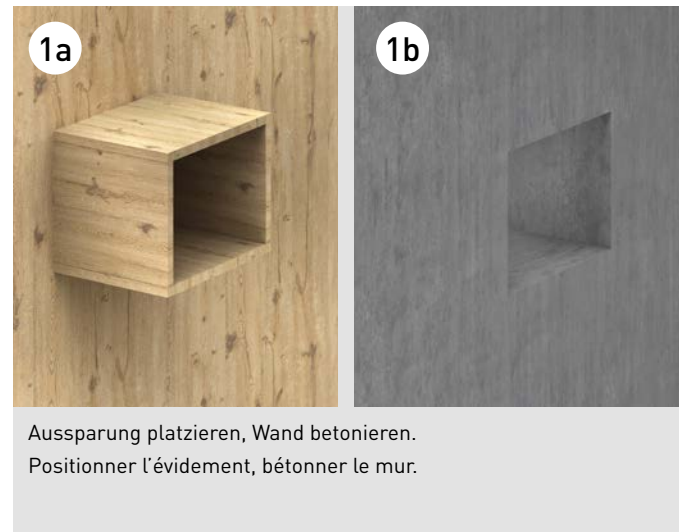 1a
1b
Aussparung platzieren, Wand betonieren.
Positionner l’évidement, bétonner le mur.